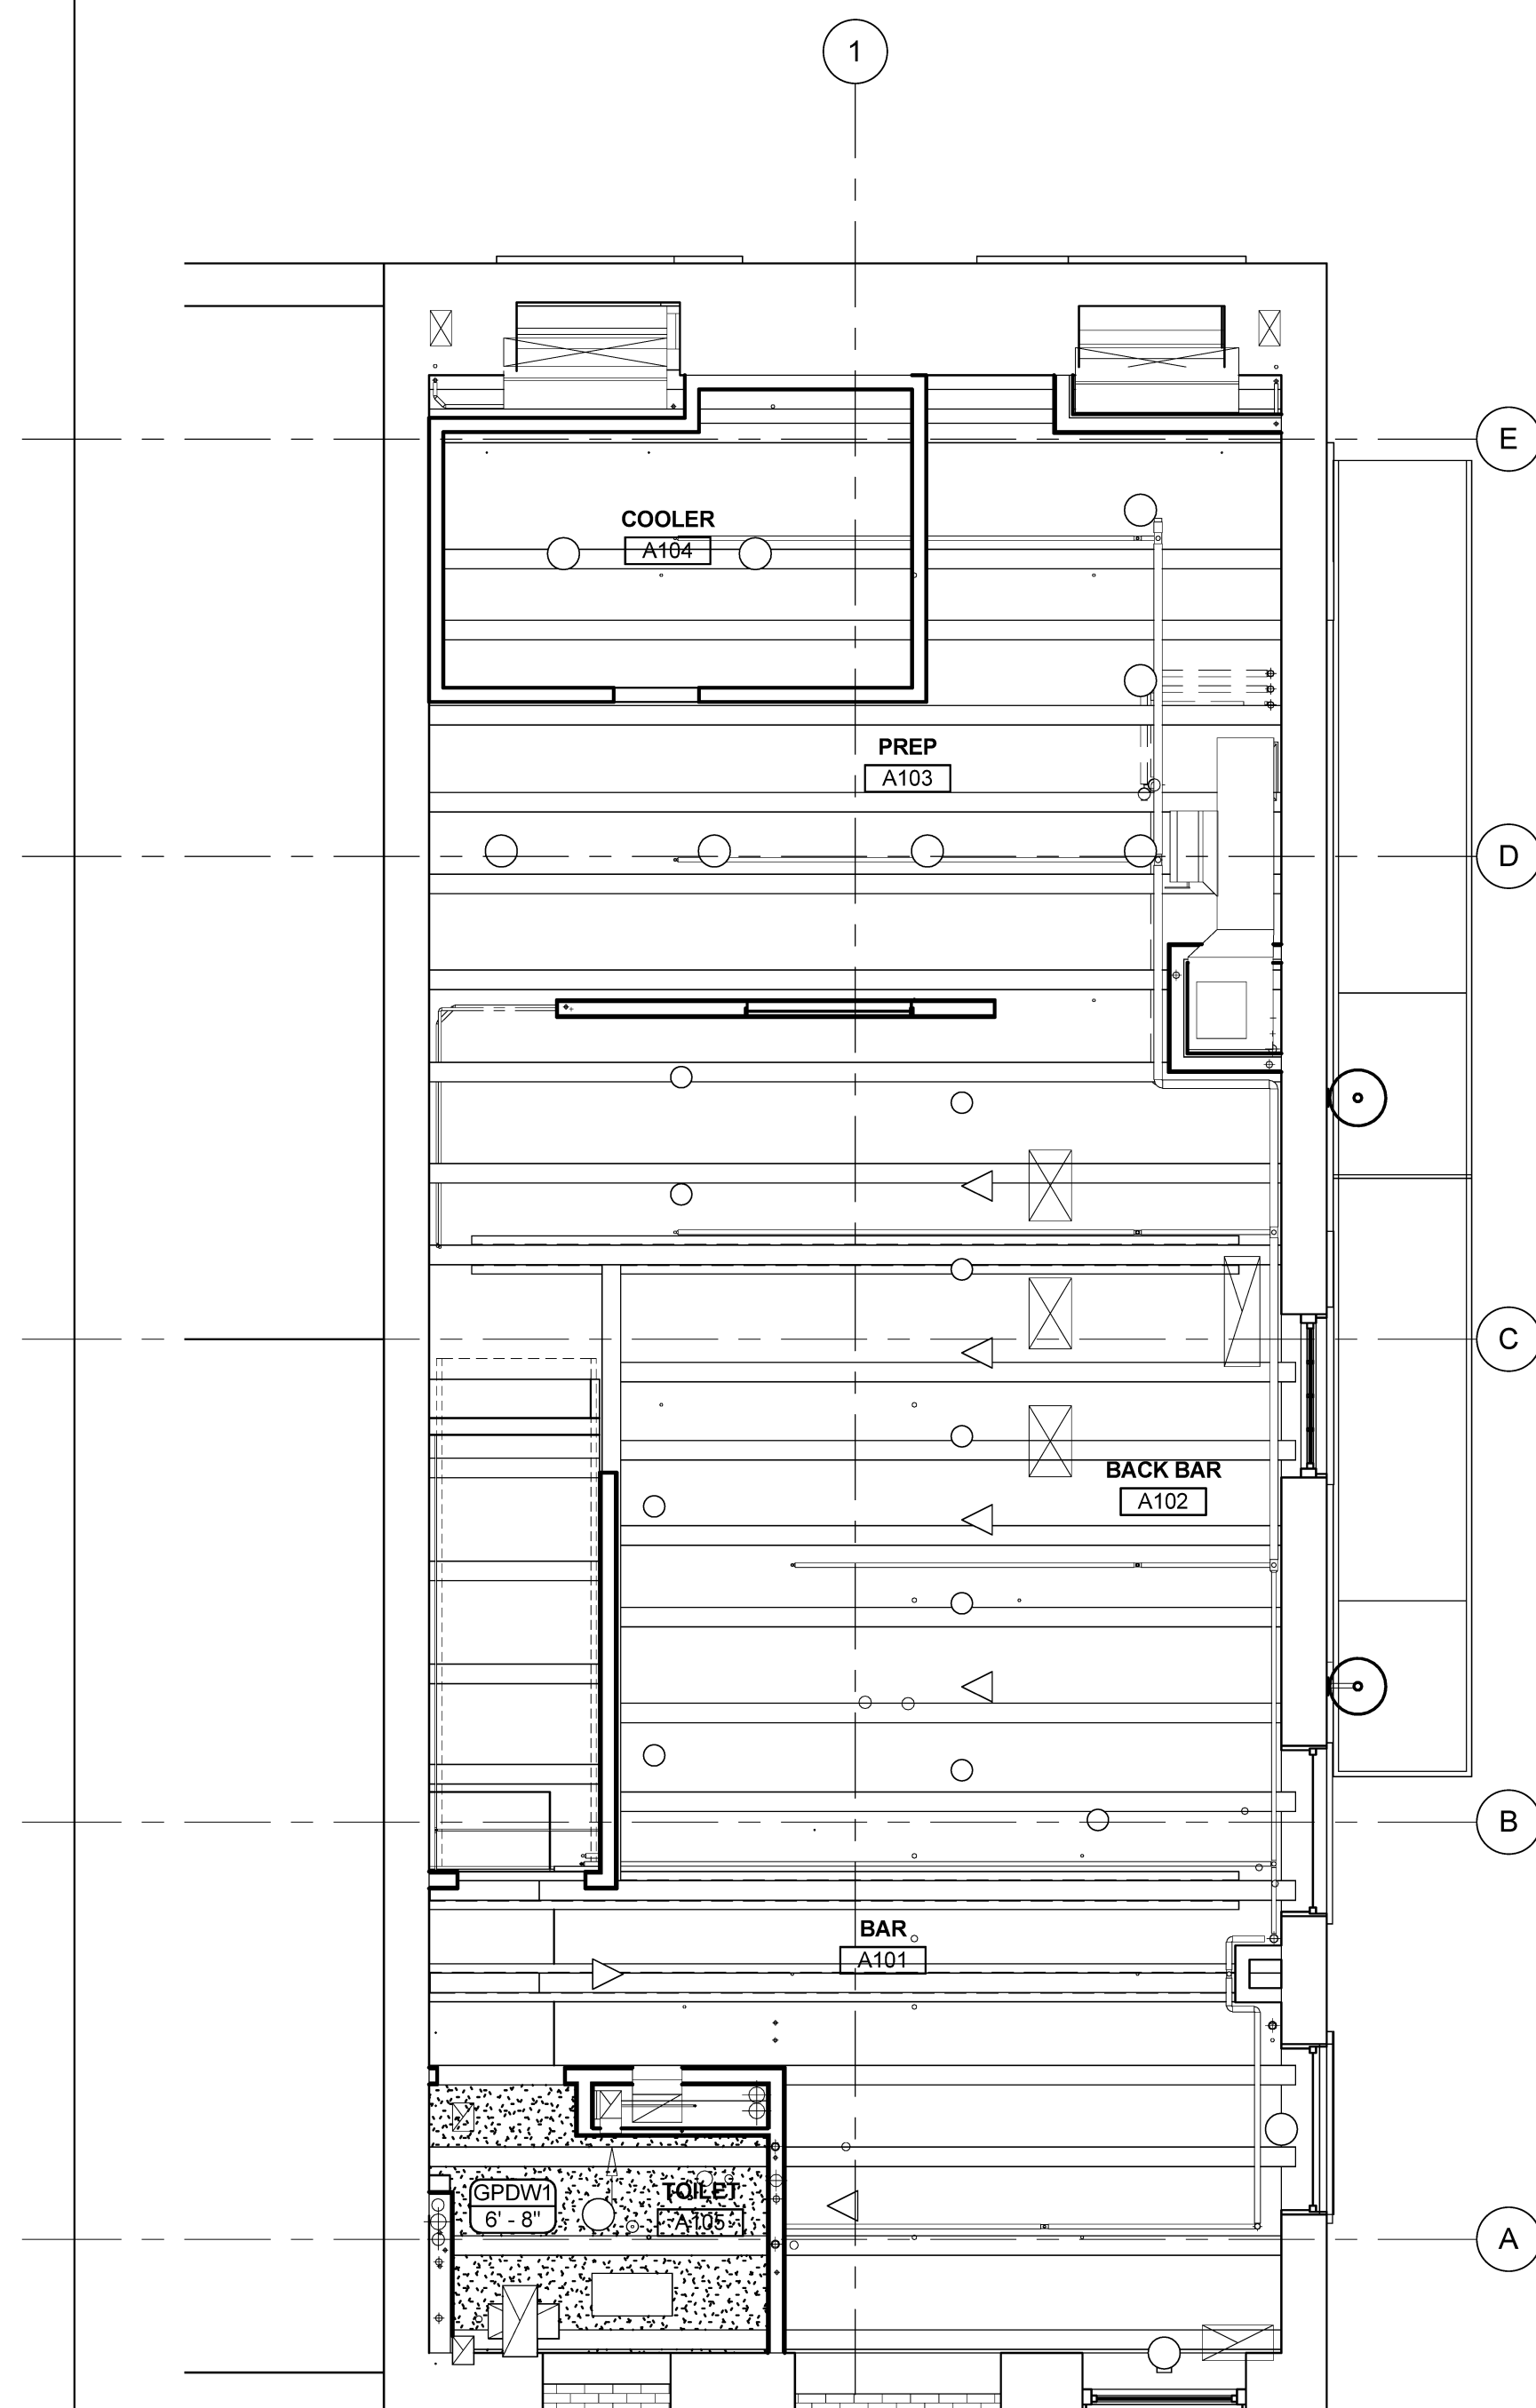 1
E
COOLER
A104
PREP
A103
D
C
BACK BAR
A102
B
BAR
A101
GPDW1
6' - 8"
TOILET
A105
A